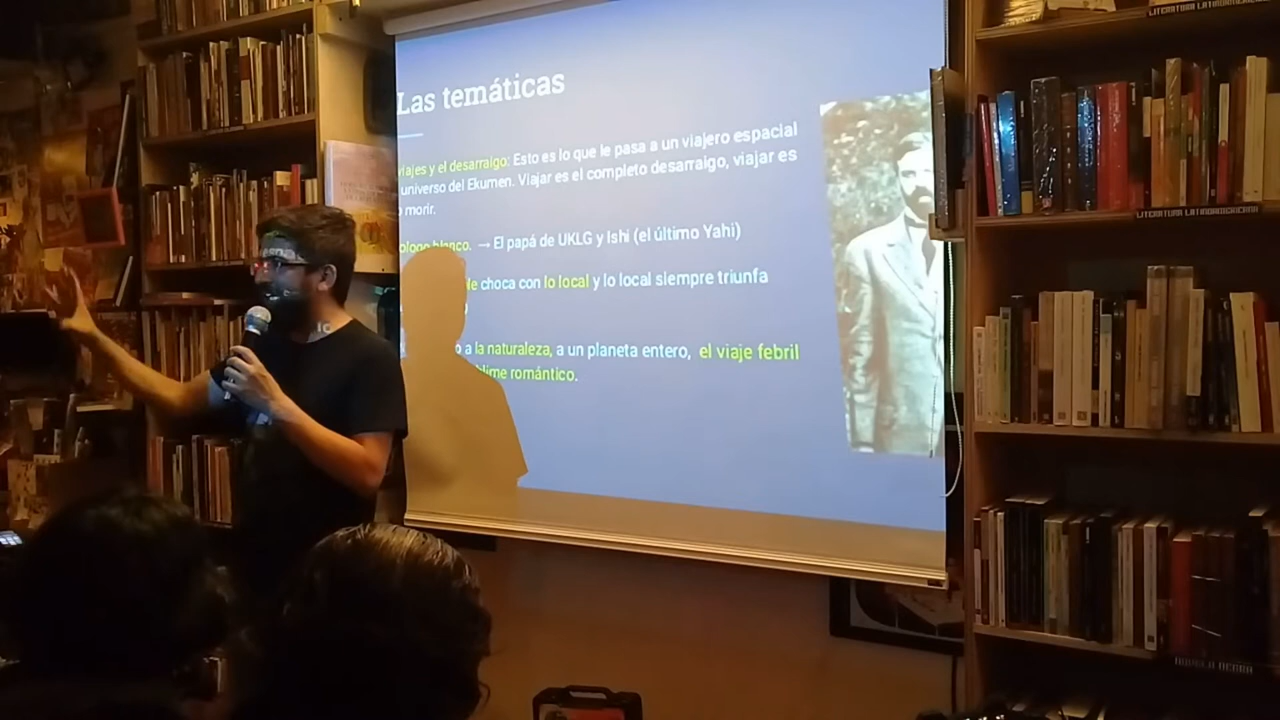 Las temáticas
viajes y el desarraigo: Esto es lo que le pasa a un viajero espacial
universo del Ekumen. Viajar es el completo desarraigo, viajar es
morir.
ólogo blanco. → El papá de UKLG y Ishi (el último Yahi)
choca con lo local y lo local siempre triunfa
a la naturaleza, a un planeta entero, el viaje febril
romántico.
LITERATURA LATINOAMERICANA
LITERATURA LATINOAMERICANA
NOVELA NEGRA